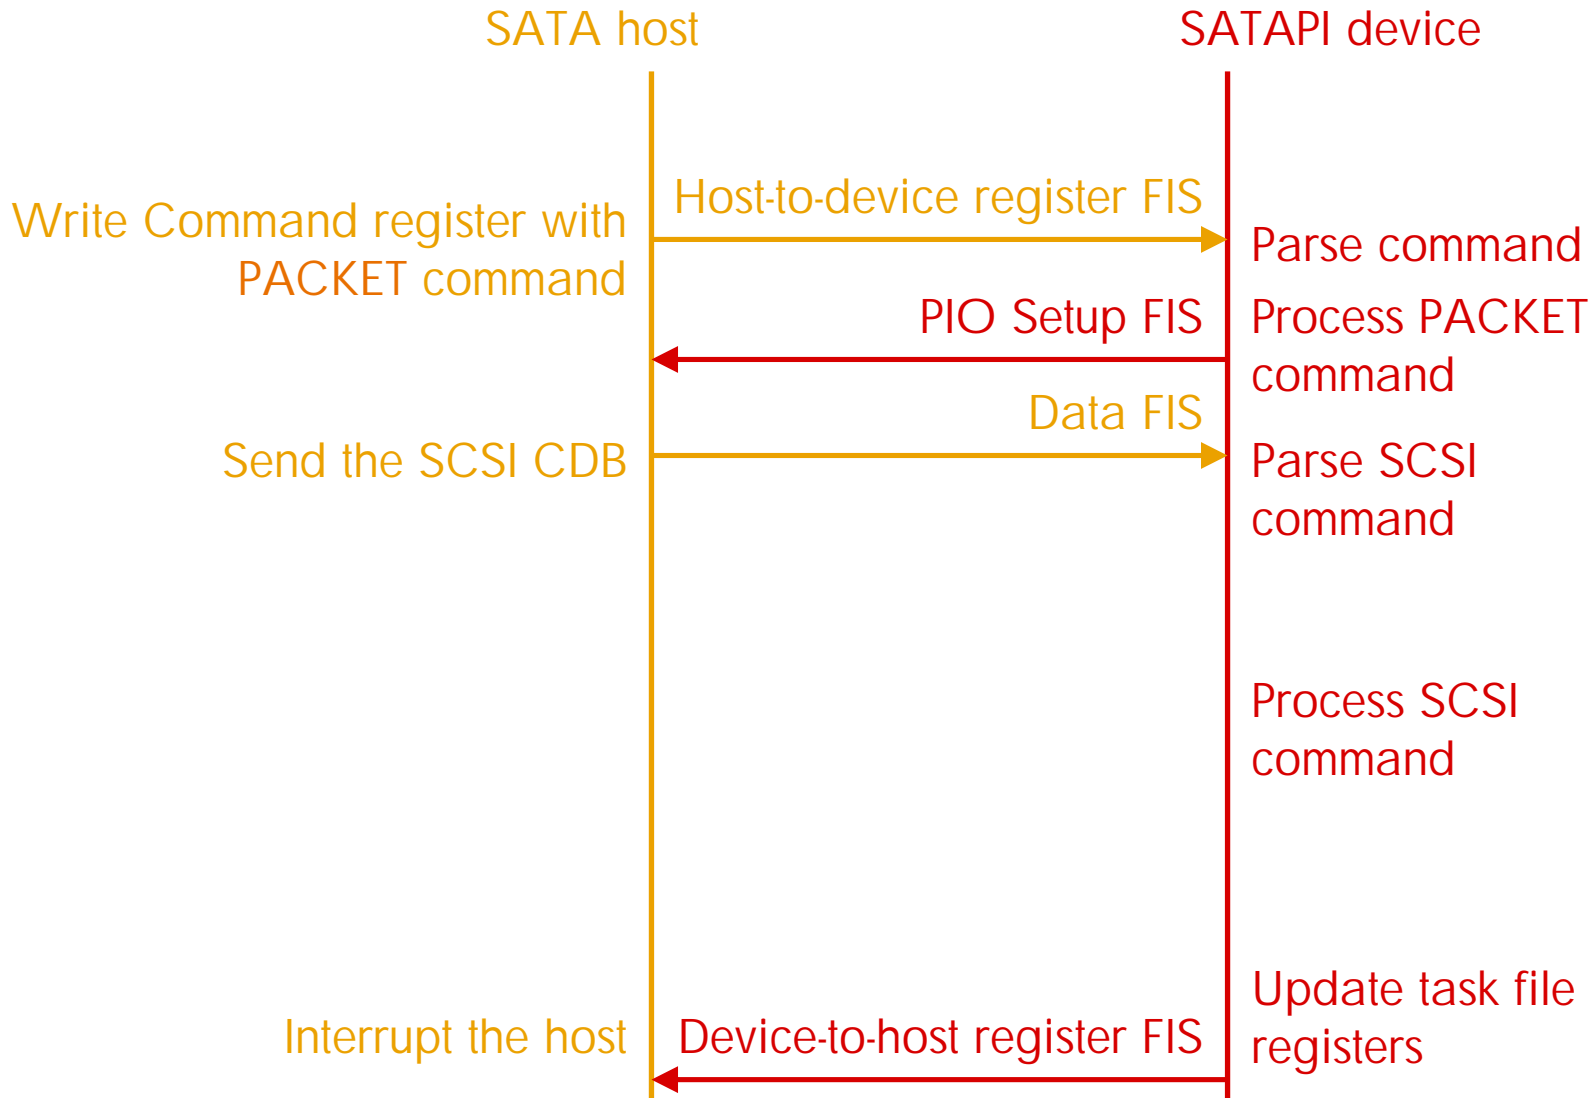 SATA host
SATAPI device
Host-to-device register FIS
Write Command register with
PACKET command
Parse command
PIO Setup FIS
Process PACKET
command
Data FIS
Send the SCSI CDB
Parse SCSI
command
Process SCSI
command
Update task file
registers
Interrupt the host
Device-to-host register FIS